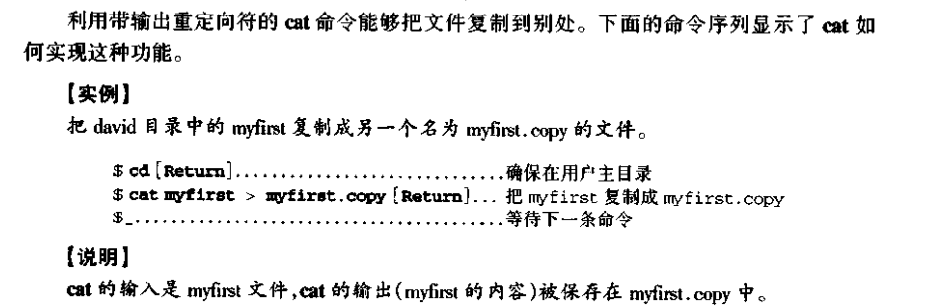 利用带输出重定向符的 cat 命令能够把文件复制到别处。下面的命令序列显示了 cat 如
何实现这种功能。
【实例】
把 david 目录中的 myfirst 复制成另一个名为 myfirst.copy 的文件。
$ cd [Return]..............................确保在用户主目录
$ cat myfirst > myfirst.copy [Return]... 把 myfirst 复制成 myfirst.copy
$_.........................................等待下一条命令
【说明】
cat 的输入是 myfirst 文件,cat 的输出(myfirst 的内容)被保存在 myfirst.copy 中。